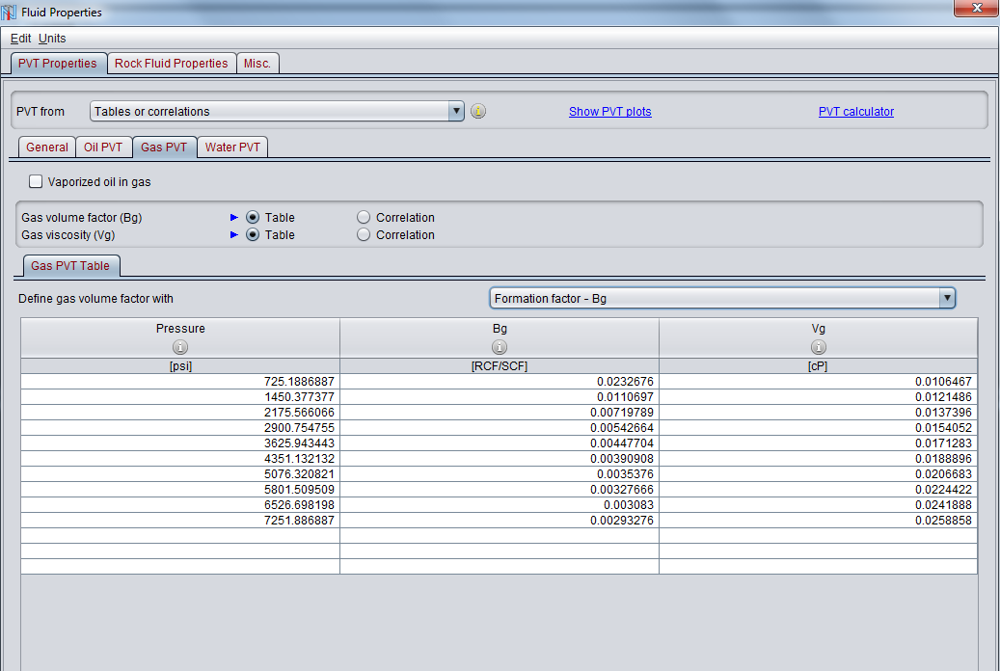 Fluid Properties
Edit Units
PVT Properties Rock Fluid Properties Misc.
PVT from Tables or correlations Show PVT plots PVT calculator
General Oil PVT Gas PVT Water PVT
Vaporized oil in gas
Gas volume factor (Bg) Table Correlation
Gas viscosity (Vg) Table Correlation
Gas PVT Table
Define gas volume factor with Formation factor - Bg
Pressure Bg Vg
[psi] [RCF/SCF] [cP]
725.1886887 0.0232676 0.0106467
1450.377377 0.0110697 0.0121486
2175.566066 0.00719789 0.0137396
2900.754755 0.00542664 0.0154052
3625.943443 0.00447704 0.0171283
4351.132132 0.00390908 0.0188896
5076.320821 0.0035376 0.0206683
5801.509509 0.00327666 0.0224422
6526.698198 0.003083 0.0241888
7251.886887 0.00293276 0.0258858